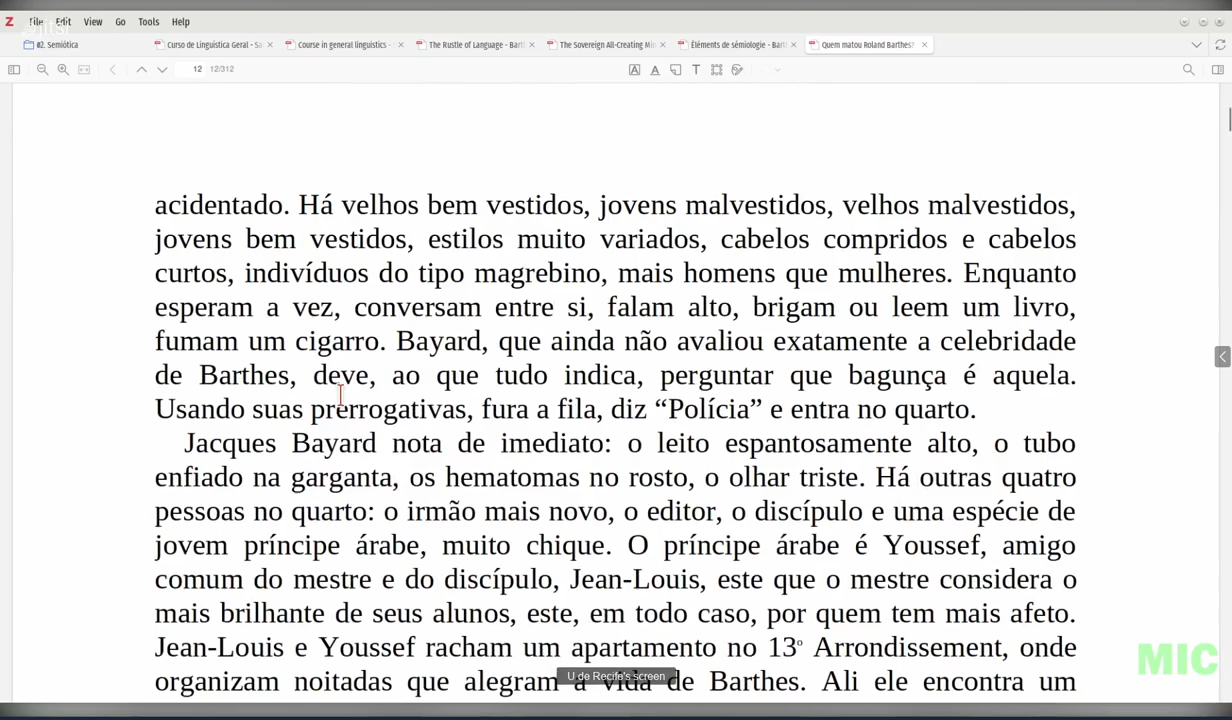 File Edit View Go Tools Help
02. Semiótica
Curso de Linguística Geral - Sa
Course in general linguistics -
The Rustle of Language - Bart
The Sovereign All-Creating Min
Éléments de sémiologie - Bart
Quem matou Roland Barthes?
12 12/312
acidentado. Há velhos bem vestidos, jovens malvestidos, velhos malvestidos,
jovens bem vestidos, estilos muito variados, cabelos compridos e cabelos
curtos, indivíduos do tipo magrebino, mais homens que mulheres. Enquanto
esperam a vez, conversam entre si, falam alto, brigam ou leem um livro,
fumam um cigarro. Bayard, que ainda não avaliou exatamente a celebridade
de Barthes, deve, ao que tudo indica, perguntar que bagunça é aquela.
Usando suas prerrogativas, fura a fila, diz “Polícia” e entra no quarto.
Jacques Bayard nota de imediato: o leito espantosamente alto, o tubo
enfiado na garganta, os hematomas no rosto, o olhar triste. Há outras quatro
pessoas no quarto: o irmão mais novo, o editor, o discípulo e uma espécie de
jovem príncipe árabe, muito chique. O príncipe árabe é Youssef, amigo
comum do mestre e do discípulo, Jean-Louis, este que o mestre considera o
mais brilhante de seus alunos, este, em todo caso, por quem tem mais afeto.
Jean-Louis e Youssef racham um apartamento no 13º Arrondissement, onde
organizam noitadas que alegram a vida de Barthes. Ali ele encontra um
U de Recife's screen
MIC